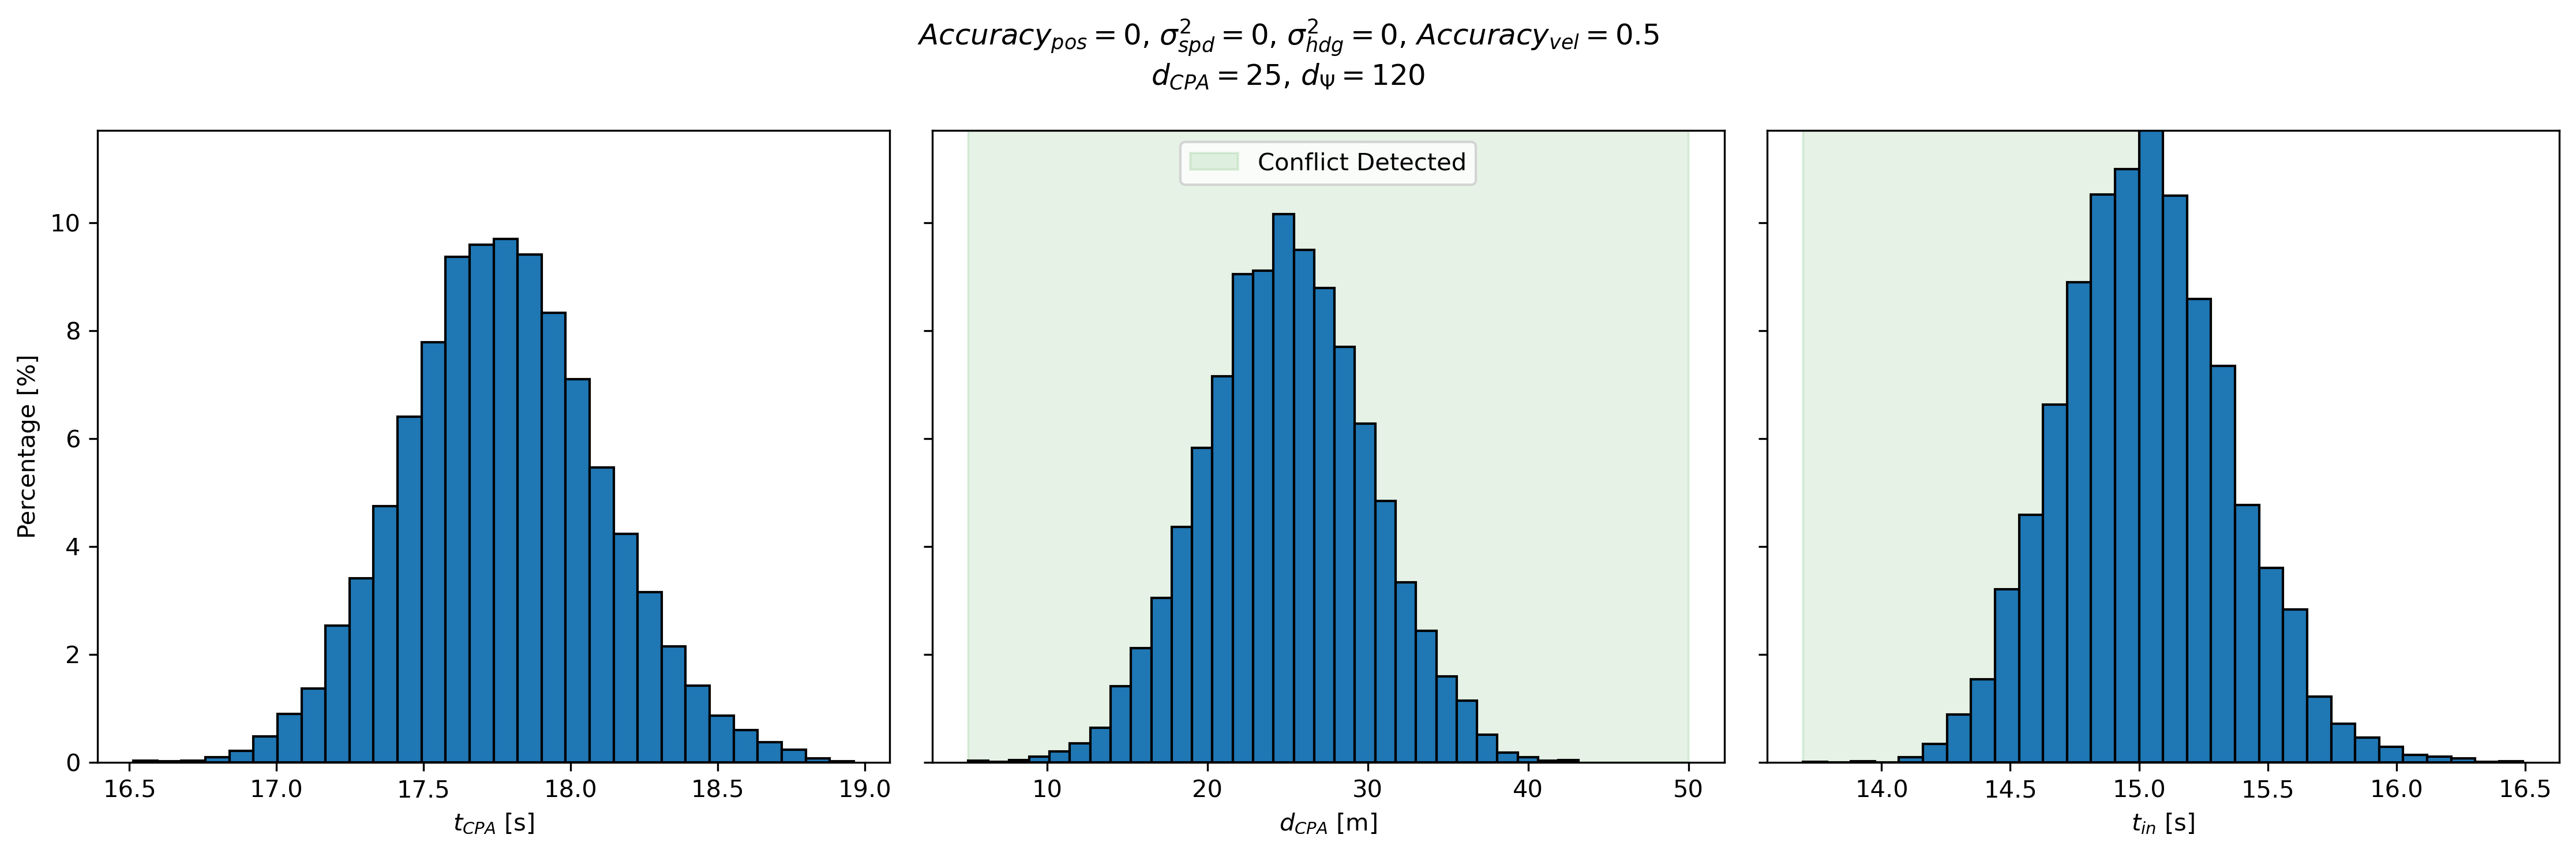 Accuracy_pos = 0, σ²_spd = 0, σ²_hdg = 0, Accuracy_vel = 0.5
d_CPA = 25, d_Ψ = 120
Percentage [%]
10
8
6
4
2
0
16.5 17.0 17.5 18.0 18.5 19.0
t_CPA [s]
Conflict Detected
10 20 30 40 50
d_CPA [m]
14.0 14.5 15.0 15.5 16.0 16.5
t_in [s]